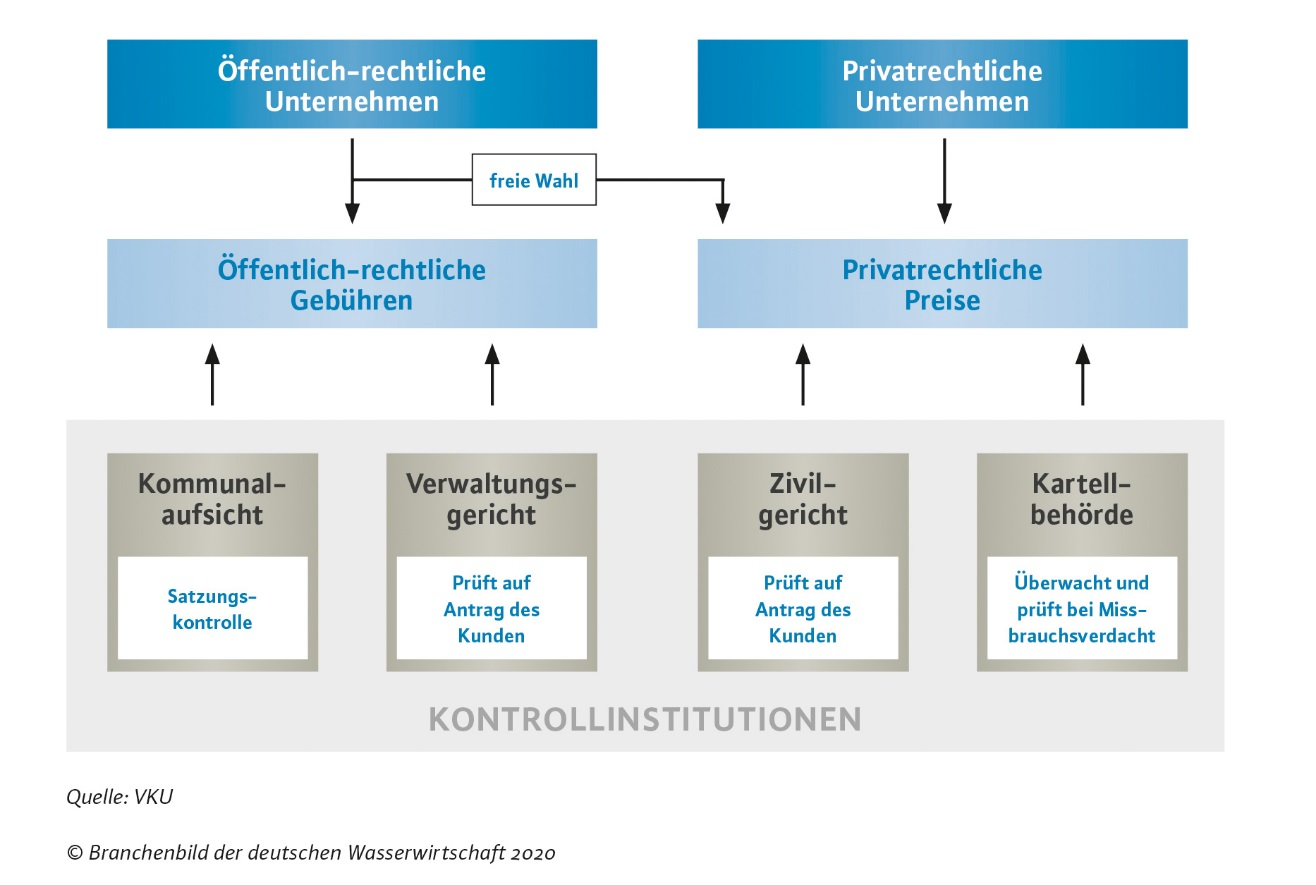 Öffentlich-rechtliche
Unternehmen
Privatrechtliche
Unternehmen
freie Wahl
Öffentlich-rechtliche
Gebühren
Privatrechtliche
Preise
Kommunal-
aufsicht
Satzungs-
kontrolle
Verwaltungs-
gericht
Prüft auf
Antrag des
Kunden
Zivil-
gericht
Prüft auf
Antrag des
Kunden
Kartell-
behörde
Überwacht und
prüft bei Miss-
brauchsverdacht
KONTROLLINSTITUTIONEN
Quelle: VKU
© Branchenbild der deutschen Wasserwirtschaft 2020